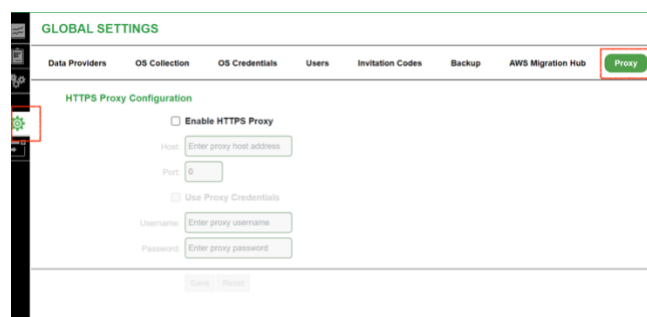 GLOBAL SETTINGS
Data Providers OS Collection OS Credentials Users Invitation Codes Backup AWS Migration Hub Proxy
HTTPS Proxy Configuration
Enable HTTPS Proxy
Host: Enter proxy host address
Port: 0
Use Proxy Credentials
Username: Enter proxy username
Password: Enter proxy password
Save Reset